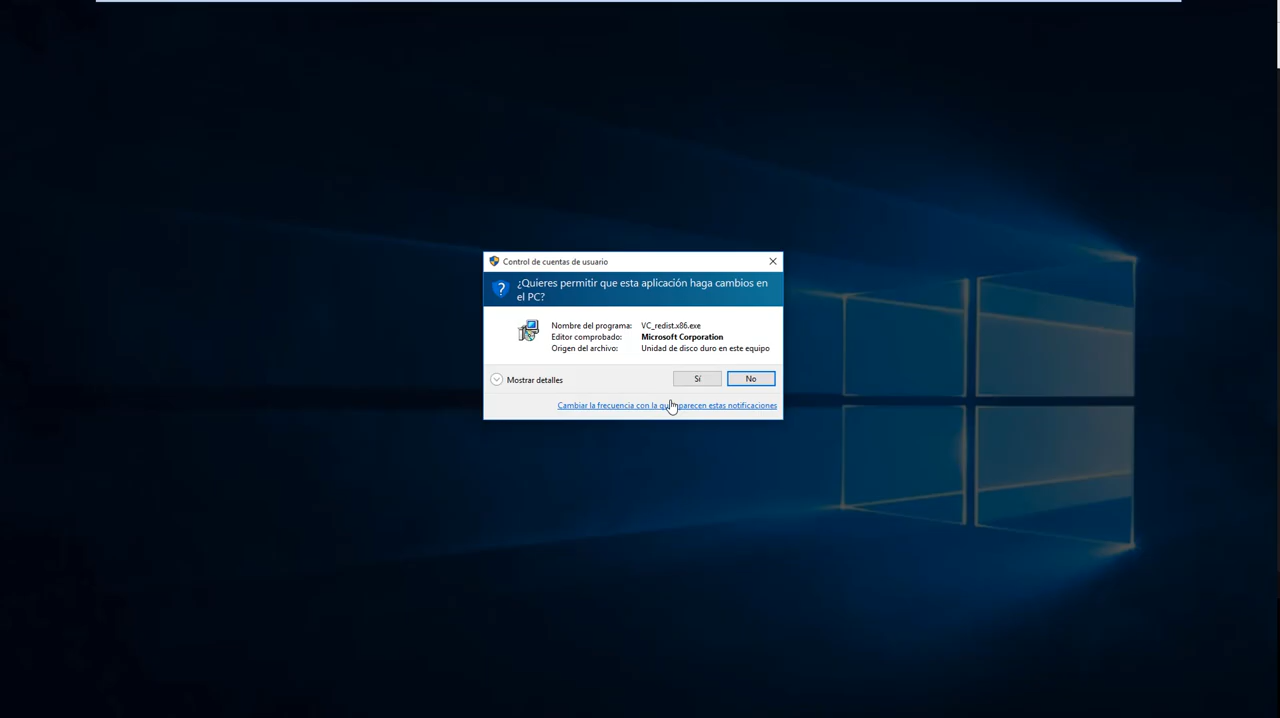 Control de cuentas de usuario
¿Quieres permitir que esta aplicación haga cambios en
el PC?
Nombre del programa: VC_redist.x86.exe
Editor comprobado: Microsoft Corporation
Origen del archivo: Unidad de disco duro en este equipo
Mostrar detalles Sí No
Cambiar la frecuencia con la que aparecen estas notificaciones